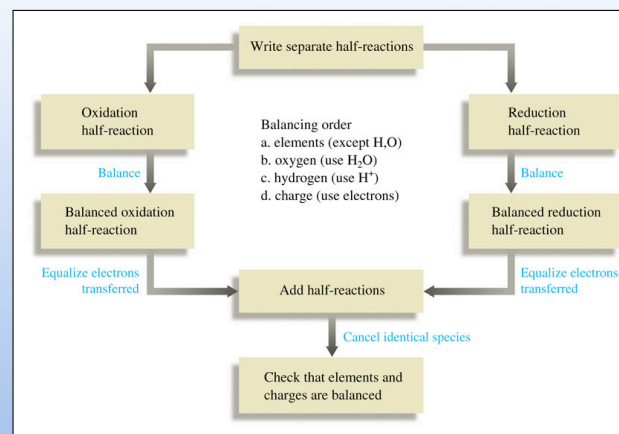 Write separate half-reactions
Oxidation
half-reaction
Balancing order
a. elements (except H,O)
b. oxygen (use H₂O)
c. hydrogen (use H⁺)
d. charge (use electrons)
Reduction
half-reaction
Balance
Balance
Balanced oxidation
half-reaction
Balanced reduction
half-reaction
Equalize electrons
transferred
Equalize electrons
transferred
Add half-reactions
Cancel identical species
Check that elements and
charges are balanced